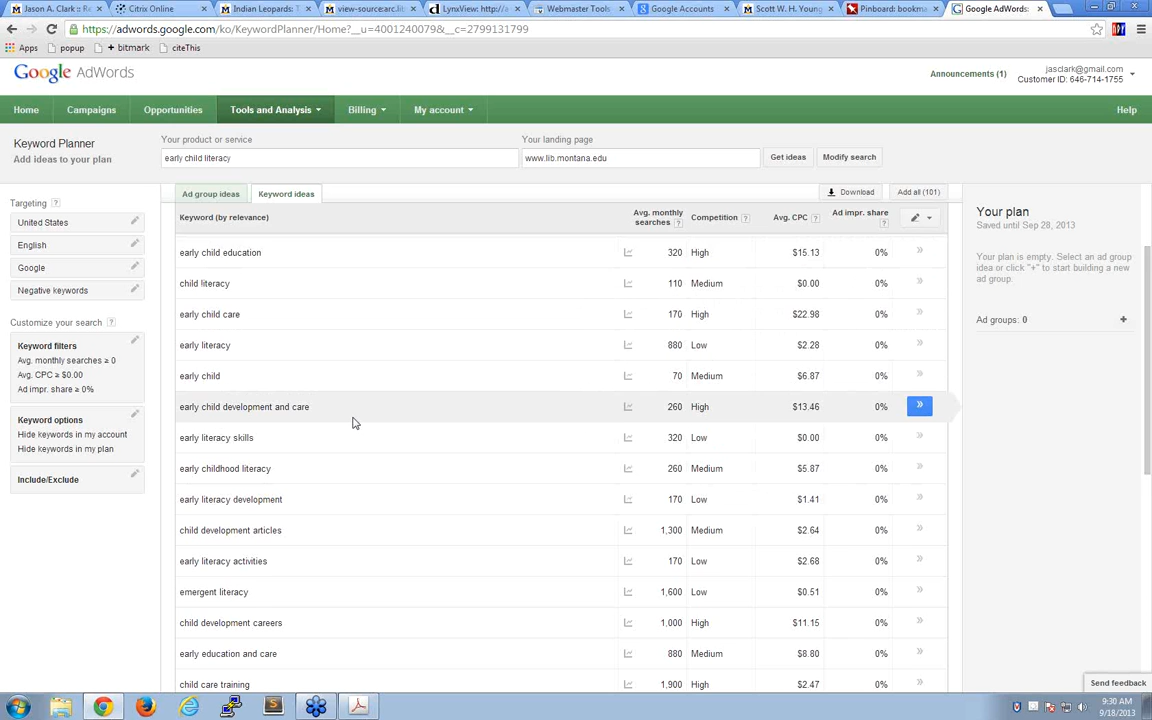 Jason A. Clark :: Re
Citrix Online
Indian Leopards: T
view-source:arc.lit
LynxView: http://a
Webmaster Tools
Google Accounts
Scott W. H. Young
Pinboard: bookma
Google AdWords:
https://adwords.google.com/ko/KeywordPlanner/Home?__u=4001240079&__c=2799131799
Apps
popup
+ bitmark
citeThis
Google AdWords
Announcements (1)
jasclark@gmail.com
Customer ID: 646-714-1755
Home
Campaigns
Opportunities
Tools and Analysis
Billing
My account
Help
Keyword Planner
Add ideas to your plan
Your product or service
early child literacy
Your landing page
www.lib.montana.edu
Get ideas
Modify search
Targeting ?
United States
English
Google
Negative keywords
Customize your search ?
Keyword filters
Avg. monthly searches ≥ 0
Avg. CPC ≥ $0.00
Ad impr. share ≥ 0%
Keyword options
Hide keywords in my account
Hide keywords in my plan
Include/Exclude
Ad group ideas
Keyword ideas
Download
Add all (101)
Keyword (by relevance)
Avg. monthly searches ?
Competition ?
Avg. CPC ?
Ad impr. share ?
early child education 320 High $15.13 0% »
child literacy 110 Medium $0.00 0% »
early child care 170 High $22.98 0% »
early literacy 880 Low $2.28 0% »
early child 70 Medium $6.87 0% »
early child development and care 260 High $13.46 0% »
early literacy skills 320 Low $0.00 0% »
early childhood literacy 260 Medium $5.87 0% »
early literacy development 170 Low $1.41 0% »
child development articles 1,300 Medium $2.64 0% »
early literacy activities 170 Low $2.68 0% »
emergent literacy 1,600 Low $0.51 0% »
child development careers 1,000 High $11.15 0% »
early education and care 880 Medium $8.80 0% »
child care training 1,900 High $2.47 0% »
Your plan
Saved until Sep 28, 2013
Your plan is empty. Select an ad group
idea or click "+" to start building a new
ad group.
Ad groups: 0 +
Send feedback
9:30 AM
9/18/2013